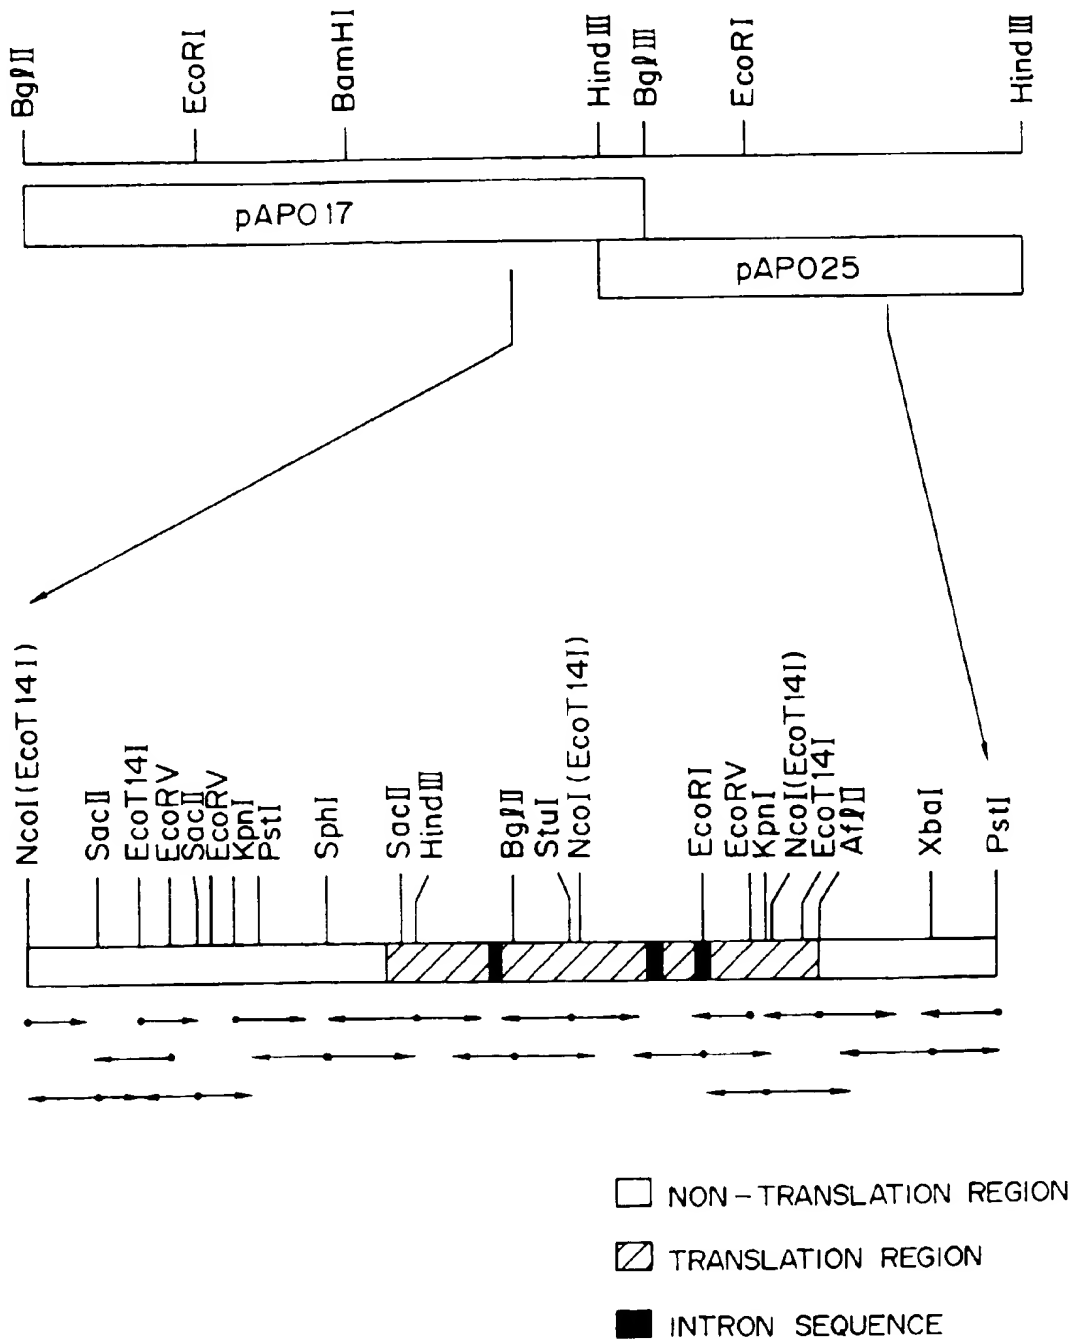 BglII
EcoRI
BamHI
HindIII
BglIII
EcoRI
HindIII
pAPO17
pAPO25
NcoI(EcoT14I)
SacII
EcoT14I
EcoRV
SacII
EcoRV
KpnI
PstI
SphI
SacII
HindIII
BglII
StuI
NcoI(EcoT14I)
EcoRI
EcoRV
KpnI
NcoI(EcoT14I)
EcoT14I
AflII
XbaI
PstI
NON-TRANSLATION REGION
TRANSLATION REGION
INTRON SEQUENCE